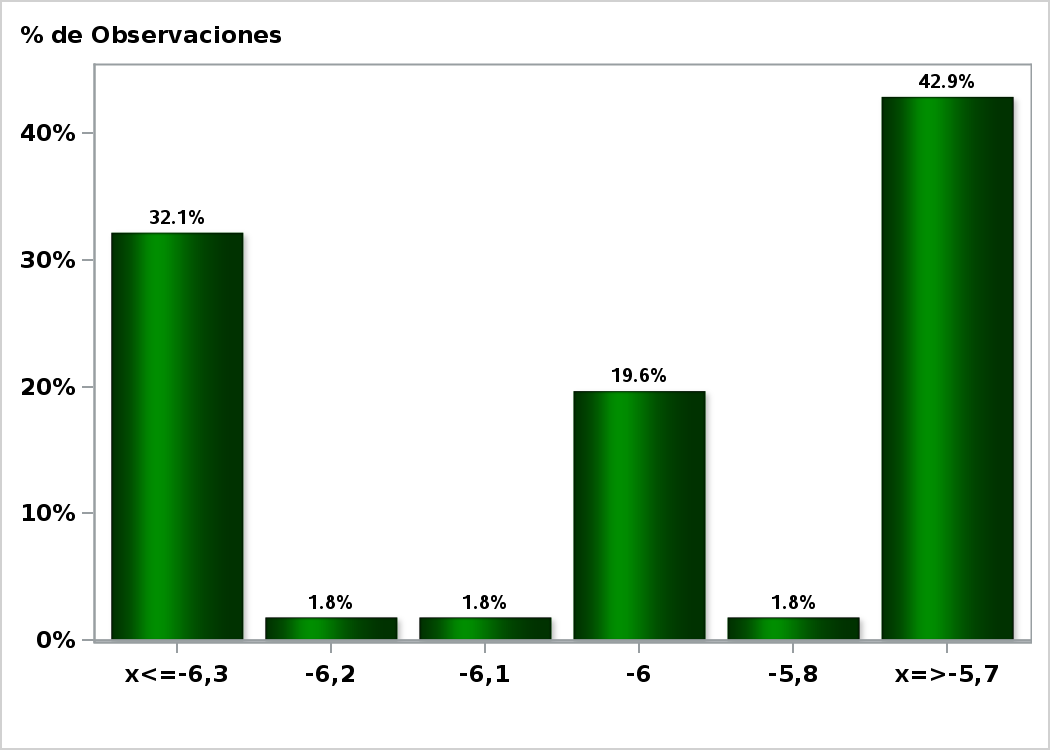 % de Observaciones
42.9%
40%
32.1%
30%
20%
19.6%
10%
1.8% 1.8% 1.8%
0%
x<=-6,3 -6,2 -6,1 -6 -5,8 x=>-5,7